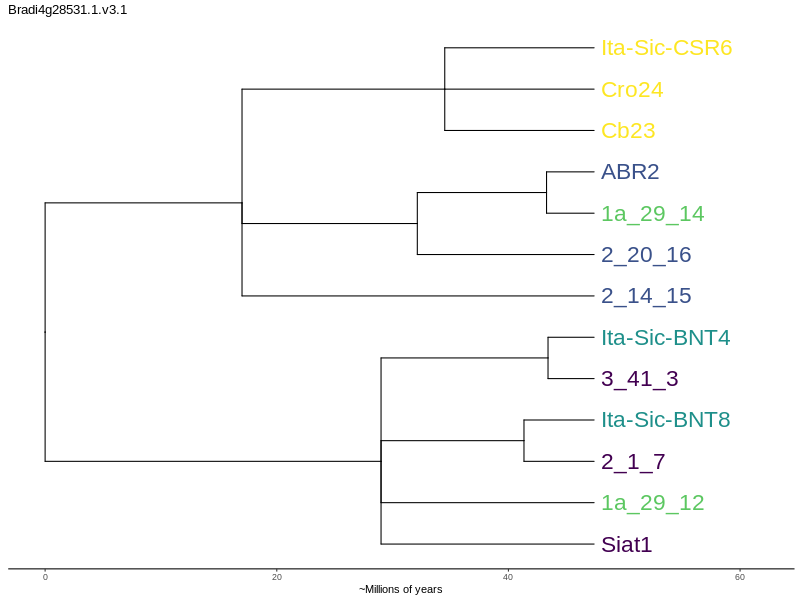 Bradi4g28531.1.v3.1
Ita-Sic-CSR6
Cro24
Cb23
ABR2
1a_29_14
2_20_16
2_14_15
Ita-Sic-BNT4
3_41_3
Ita-Sic-BNT8
2_1_7
1a_29_12
Siat1
0 20 40 60
~Millions of years